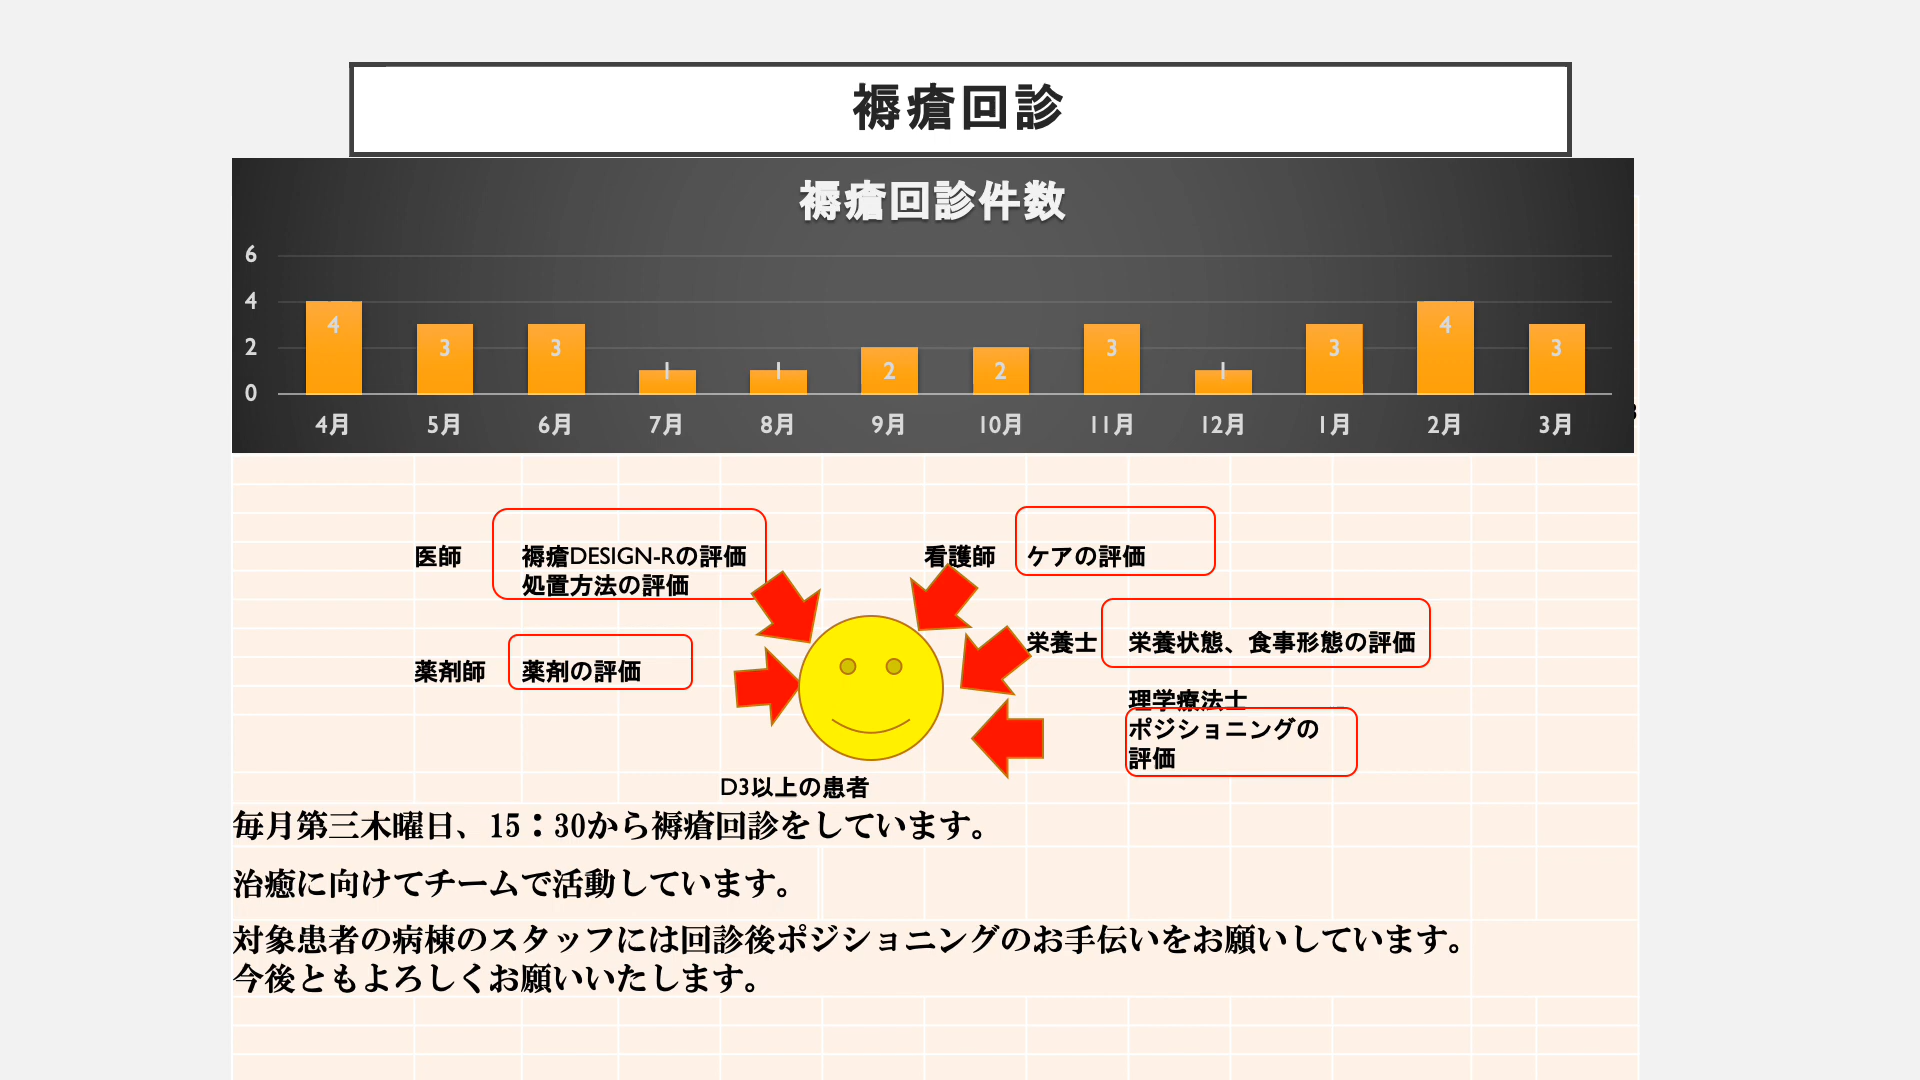 褥瘡回診
褥瘡回診件数
6
4
2
0
4 3 3 1 1 2 2 3 1 3 4 3
4月 5月 6月 7月 8月 9月 10月 11月 12月 1月 2月 3月
医師 褥瘡DESIGN-Rの評価
処置方法の評価
看護師 ケアの評価
栄養士 栄養状態、食事形態の評価
薬剤師 薬剤の評価
理学療法士
ポジショニングの
評価
D3以上の患者
毎月第三木曜日、15：30から褥瘡回診をしています。
治癒に向けてチームで活動しています。
対象患者の病棟のスタッフには回診後ポジショニングのお手伝いをお願いしています。
今後ともよろしくお願いいたします。